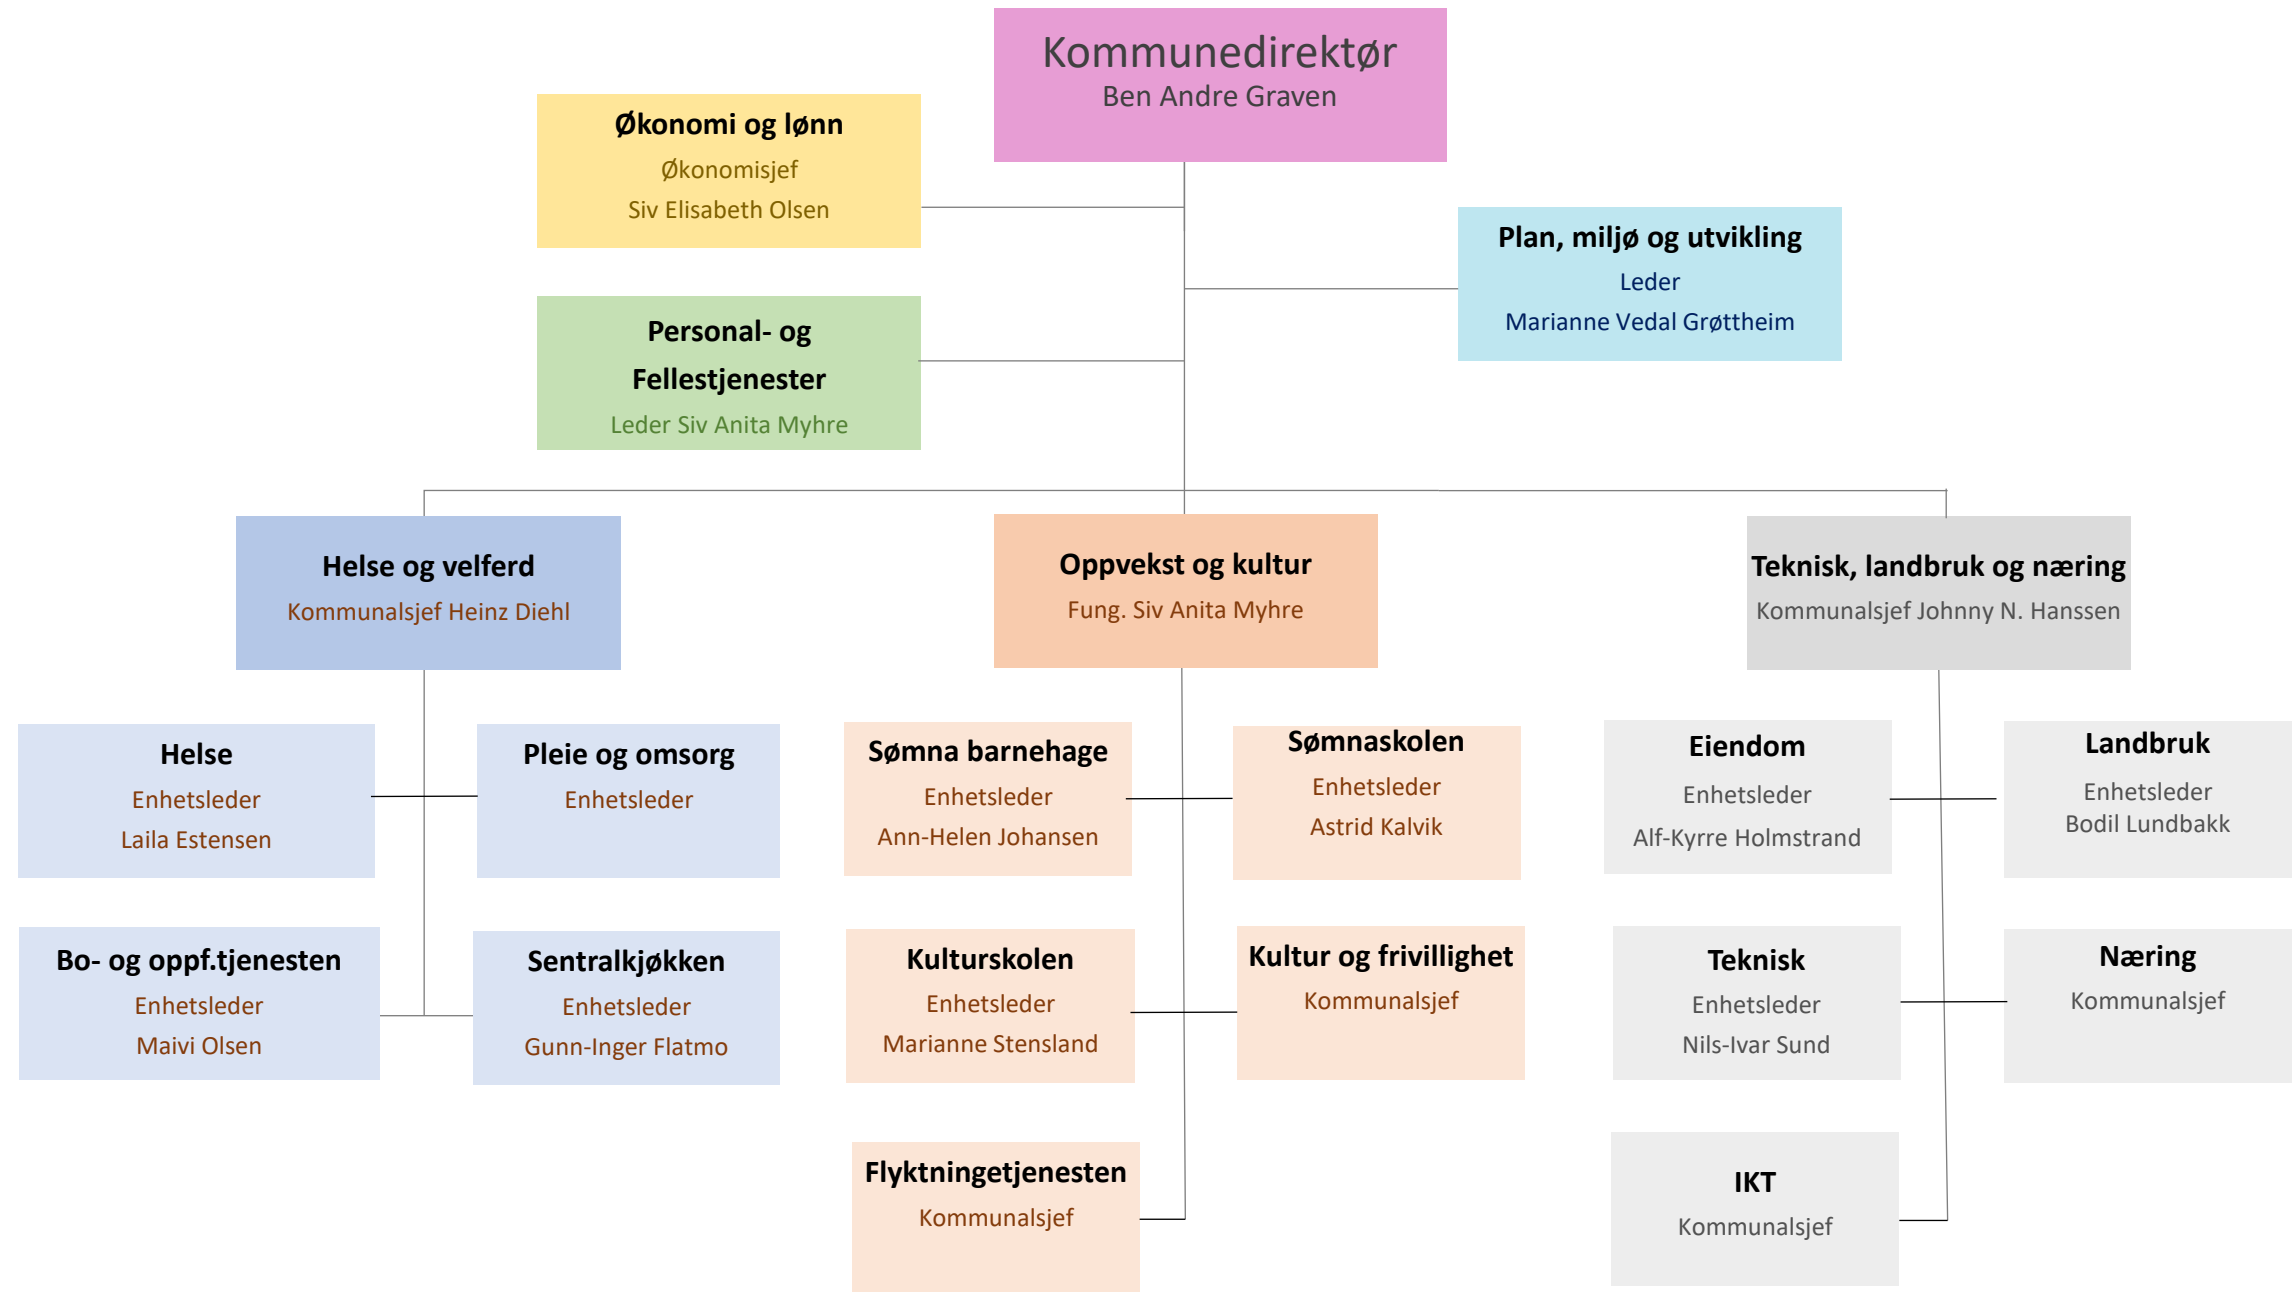 Kommunedirektør
Ben Andre Graven
Økonomi og lønn
Økonomisjef
Siv Elisabeth Olsen
Plan, miljø og utvikling
Leder
Marianne Vedal Grøttheim
Personal- og
Fellestjenester
Leder Siv Anita Myhre
Helse og velferd
Kommunalsjef Heinz Diehl
Oppvekst og kultur
Fung. Siv Anita Myhre
Teknisk, landbruk og næring
Kommunalsjef Johnny N. Hanssen
Helse
Enhetsleder
Laila Estensen
Pleie og omsorg
Enhetsleder
Bo- og oppf.tjenesten
Enhetsleder
Maivi Olsen
Sentralkjøkken
Enhetsleder
Gunn-Inger Flatmo
Sømna barnehage
Enhetsleder
Ann-Helen Johansen
Sømnaskolen
Enhetsleder
Astrid Kalvik
Kulturskolen
Enhetsleder
Marianne Stensland
Kultur og frivillighet
Kommunalsjef
Flyktningetjenesten
Kommunalsjef
Eiendom
Enhetsleder
Alf-Kyrre Holmstrand
Landbruk
Enhetsleder
Bodil Lundbakk
Teknisk
Enhetsleder
Nils-Ivar Sund
Næring
Kommunalsjef
IKT
Kommunalsjef